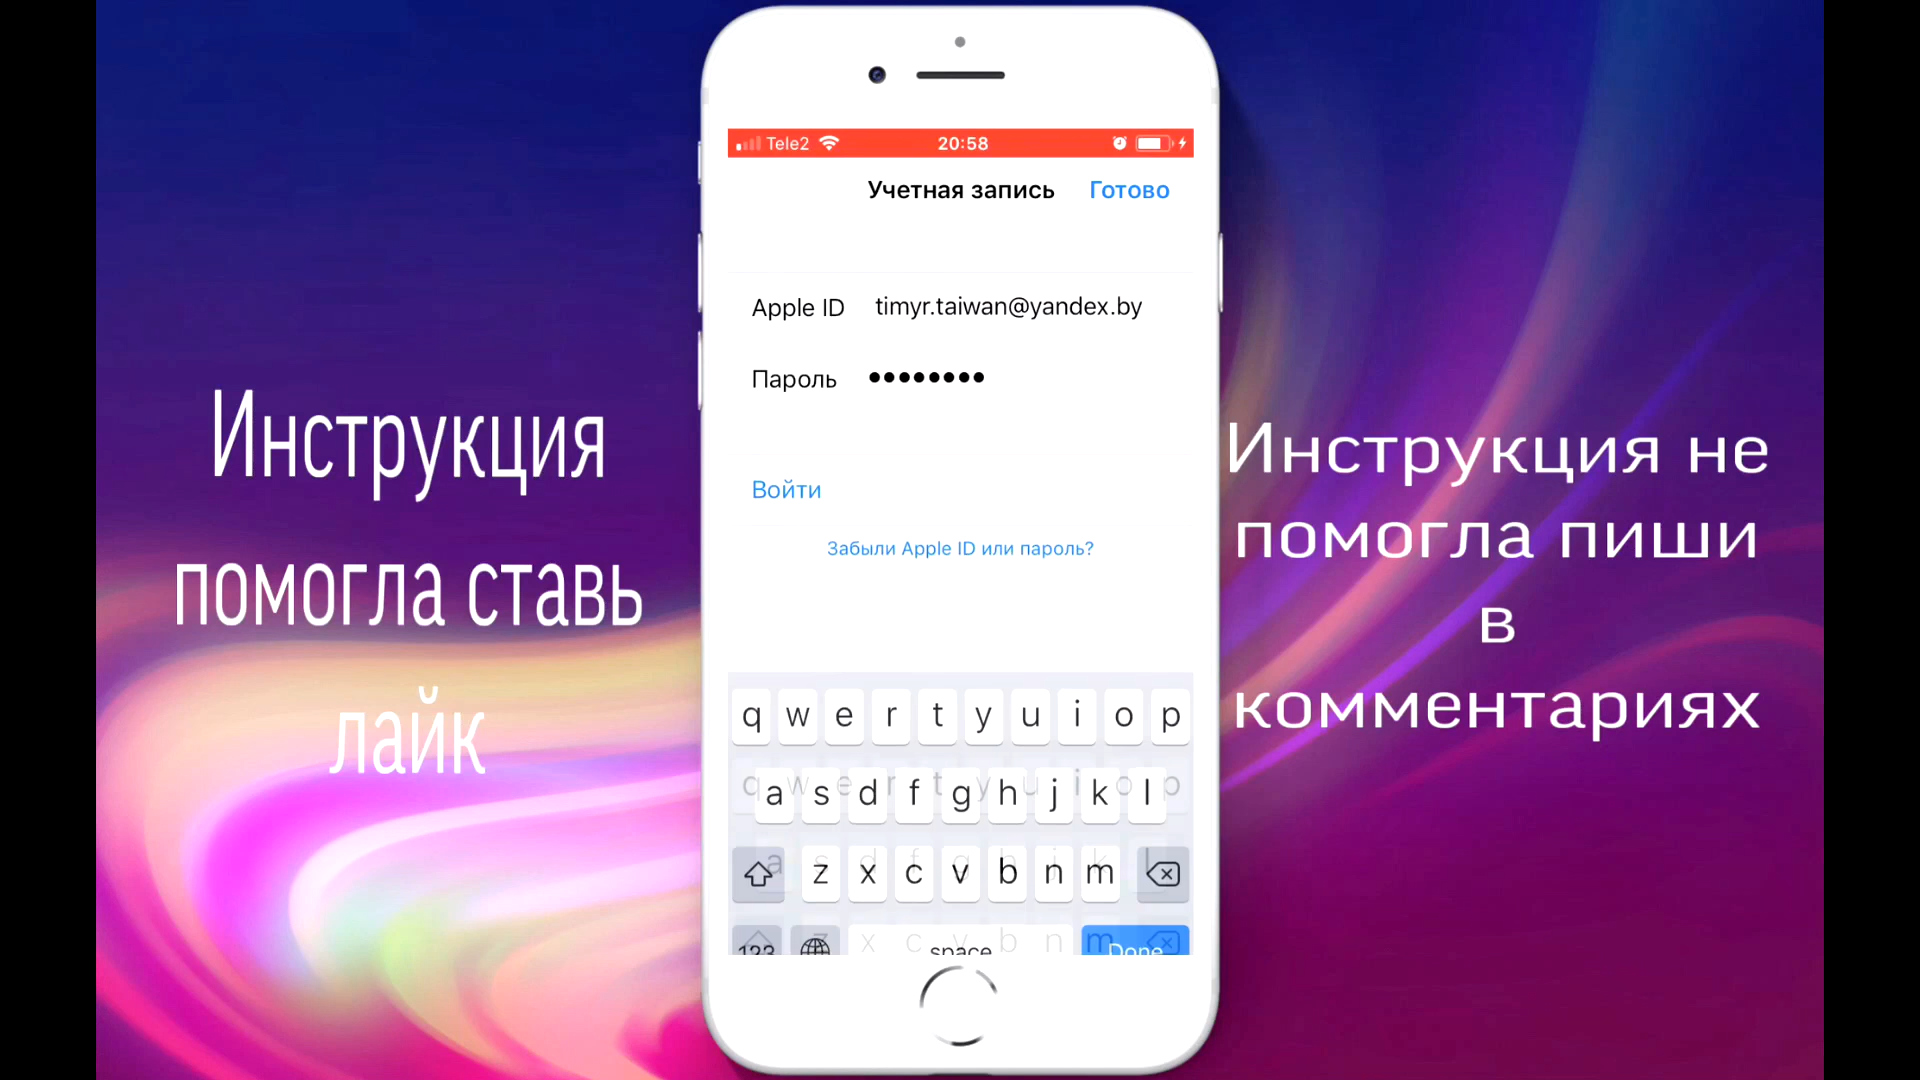 Tele2 20:58
Учетная запись Готово
Apple ID timyr.taiwan@yandex.by
Пароль ••••••••
Войти
Забыли Apple ID или пароль?
Инструкция
помогла ставь
лайк
Инструкция не
помогла пиши
в
комментариях
q w e r t y u i o p
a s d f g h j k l
z x c v b n m
123 space Done